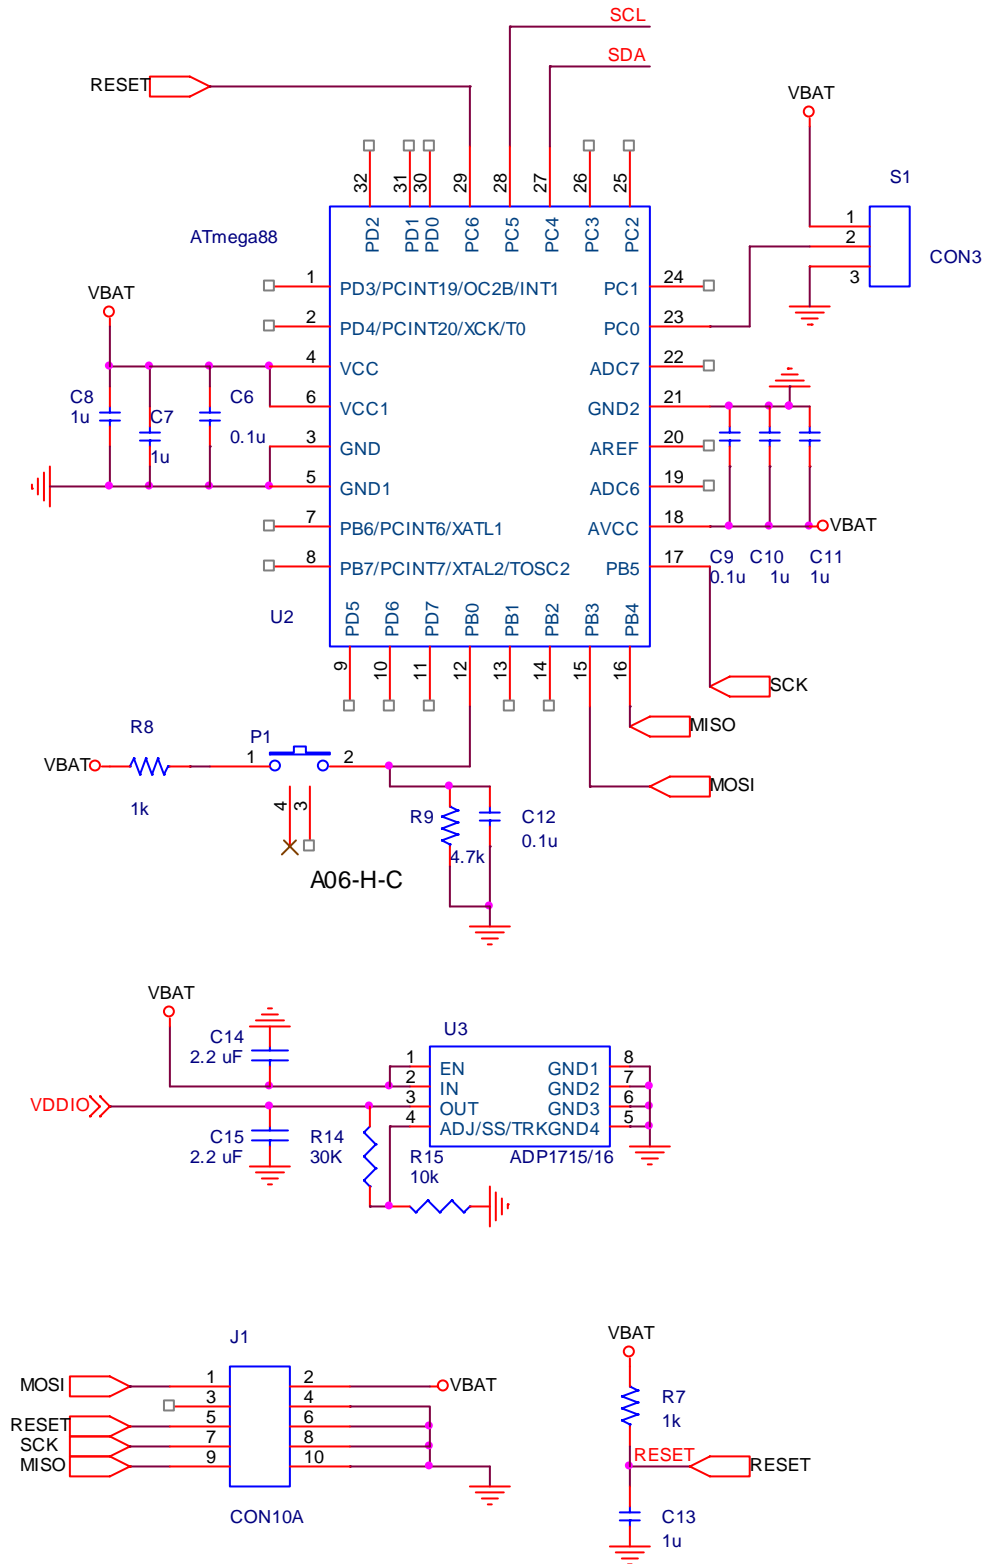 SCL
SDA
RESET
VBAT
S1
32
31
30
29
28
27
26
25
PD2
PD1
PD0
PC6
PC5
PC4
PC3
PC2
ATmega88
1
2
3
CON3
1 PD3/PCINT19/OC2B/INT1 PC1 24
VBAT
2 PD4/PCINT20/XCK/T0 PC0 23
4 VCC ADC7 22
C8
1u
C7
1u
C6
0.1u
6 VCC1 GND2 21
3 GND AREF 20
5 GND1 ADC6 19
7 PB6/PCINT6/XATL1 AVCC 18
VBAT
8 PB7/PCINT7/XTAL2/TOSC2 PB5 17
C9
0.1u
C10
1u
C11
1u
U2
PD5
PD6
PD7
PB0
PB1
PB2
PB3
PB4
9
10
11
12
13
14
15
16
SCK
MISO
MOSI
R8
P1
VBAT
1
2
1k
4
3
R9
4.7k
C12
0.1u
A06-H-C
VBAT
C14
2.2 uF
U3
1 EN GND1 8
2 IN GND2 7
VDDIO
3 OUT GND3 6
4 ADJ/SS/TRK GND4 5
C15
2.2 uF
R14
30K
R15
10k
ADP1715/16
J1
VBAT
MOSI 1 2 VBAT
3 4
RESET 5 6
SCK 7 8
MISO 9 10
CON10A
R7
1k
RESET
RESET
C13
1u